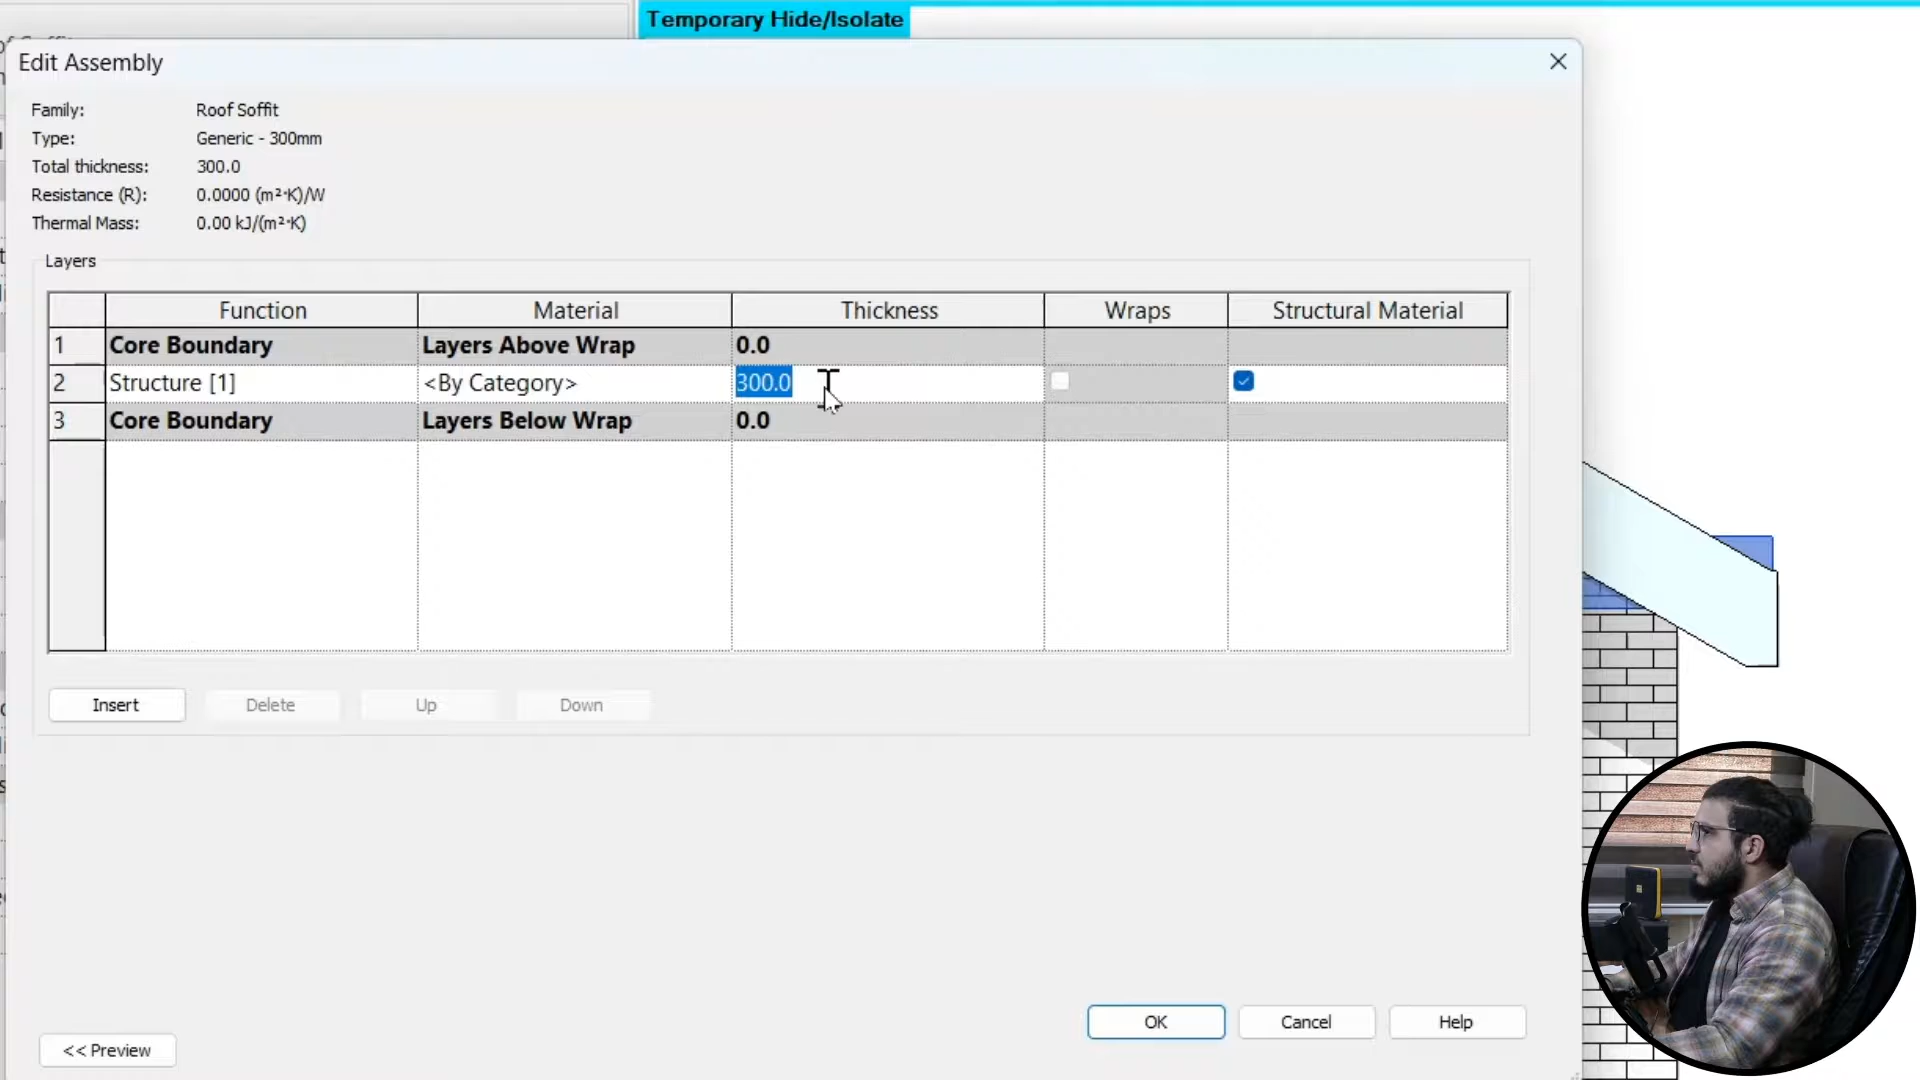 Temporary Hide/Isolate
Edit Assembly
Family: Roof Soffit
Type: Generic - 300mm
Total thickness: 300.0
Resistance (R): 0.0000 (m²·K)/W
Thermal Mass: 0.00 kJ/(m²·K)
Layers
Function Material Thickness Wraps Structural Material
1 Core Boundary Layers Above Wrap 0.0
2 Structure [1] <By Category> 300.0
3 Core Boundary Layers Below Wrap 0.0
Insert Delete Up Down
OK Cancel Help
<< Preview